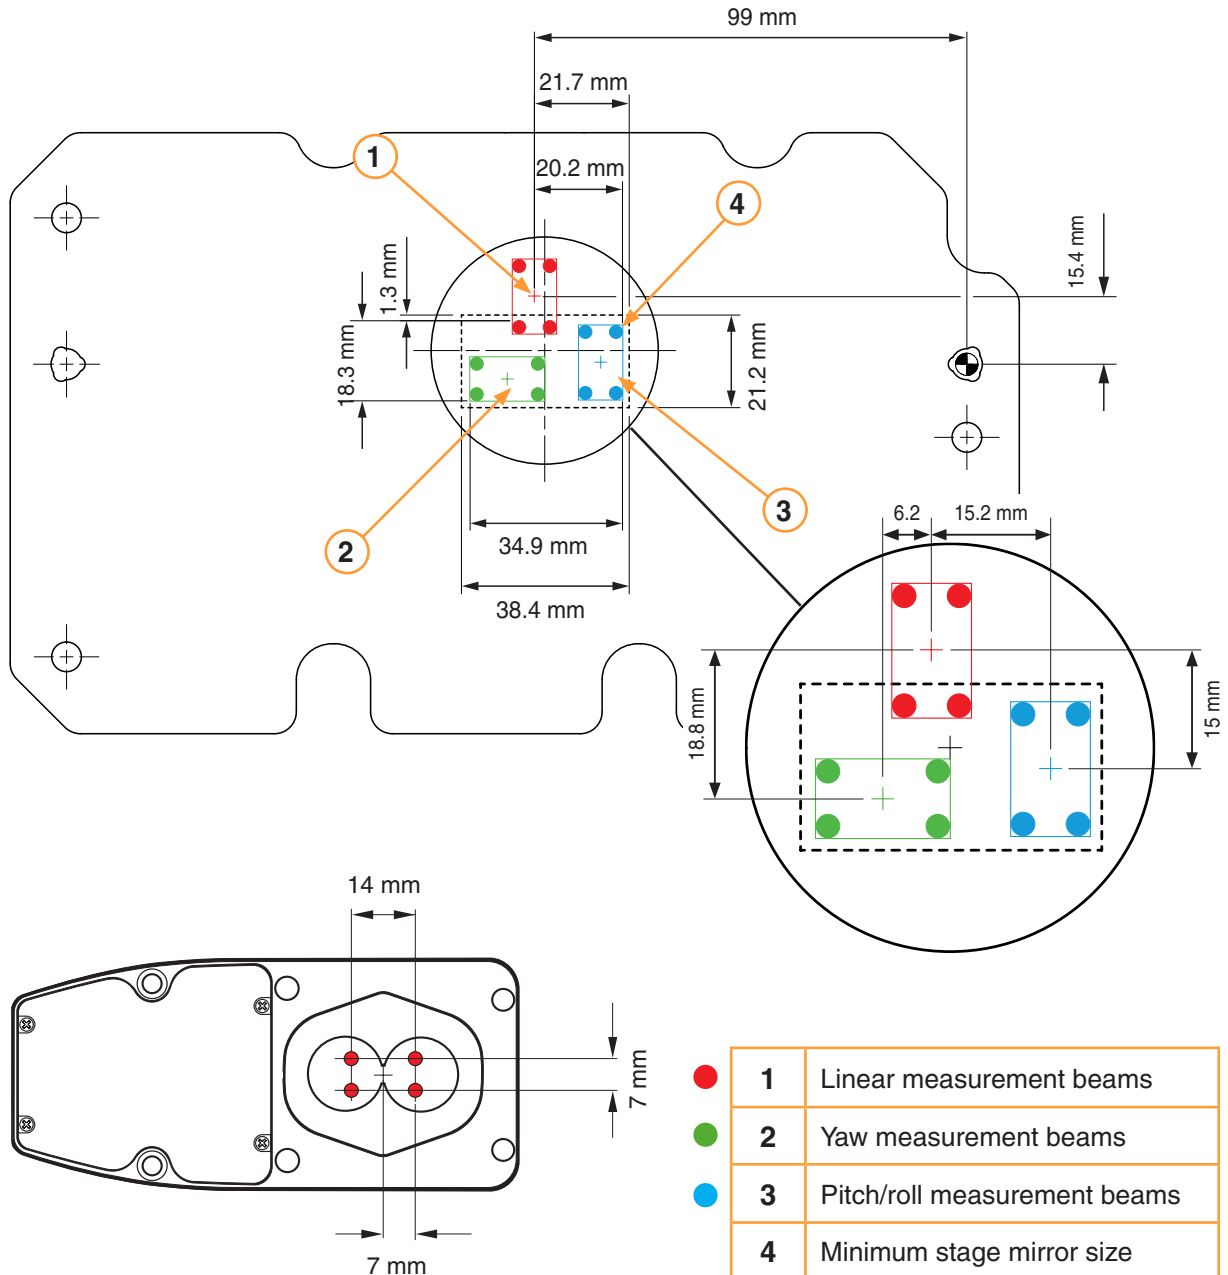 99 mm
21.7 mm
1
20.2 mm
4
1.3 mm
15.4 mm
18.3 mm
21.2 mm
2
3
34.9 mm
38.4 mm
6.2
15.2 mm
18.8 mm
15 mm
14 mm
7 mm
7 mm
1 Linear measurement beams
2 Yaw measurement beams
3 Pitch/roll measurement beams
4 Minimum stage mirror size